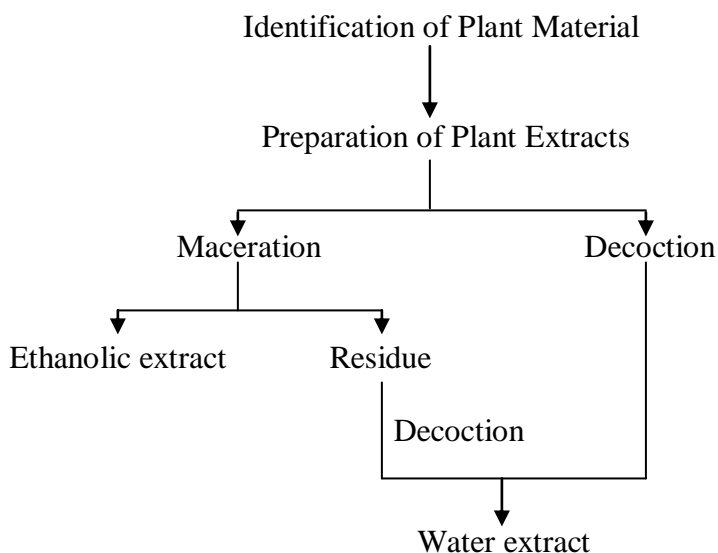 Identification of Plant Material
Preparation of Plant Extracts
Maceration
Decoction
Ethanolic extract
Residue
Decoction
Water extract